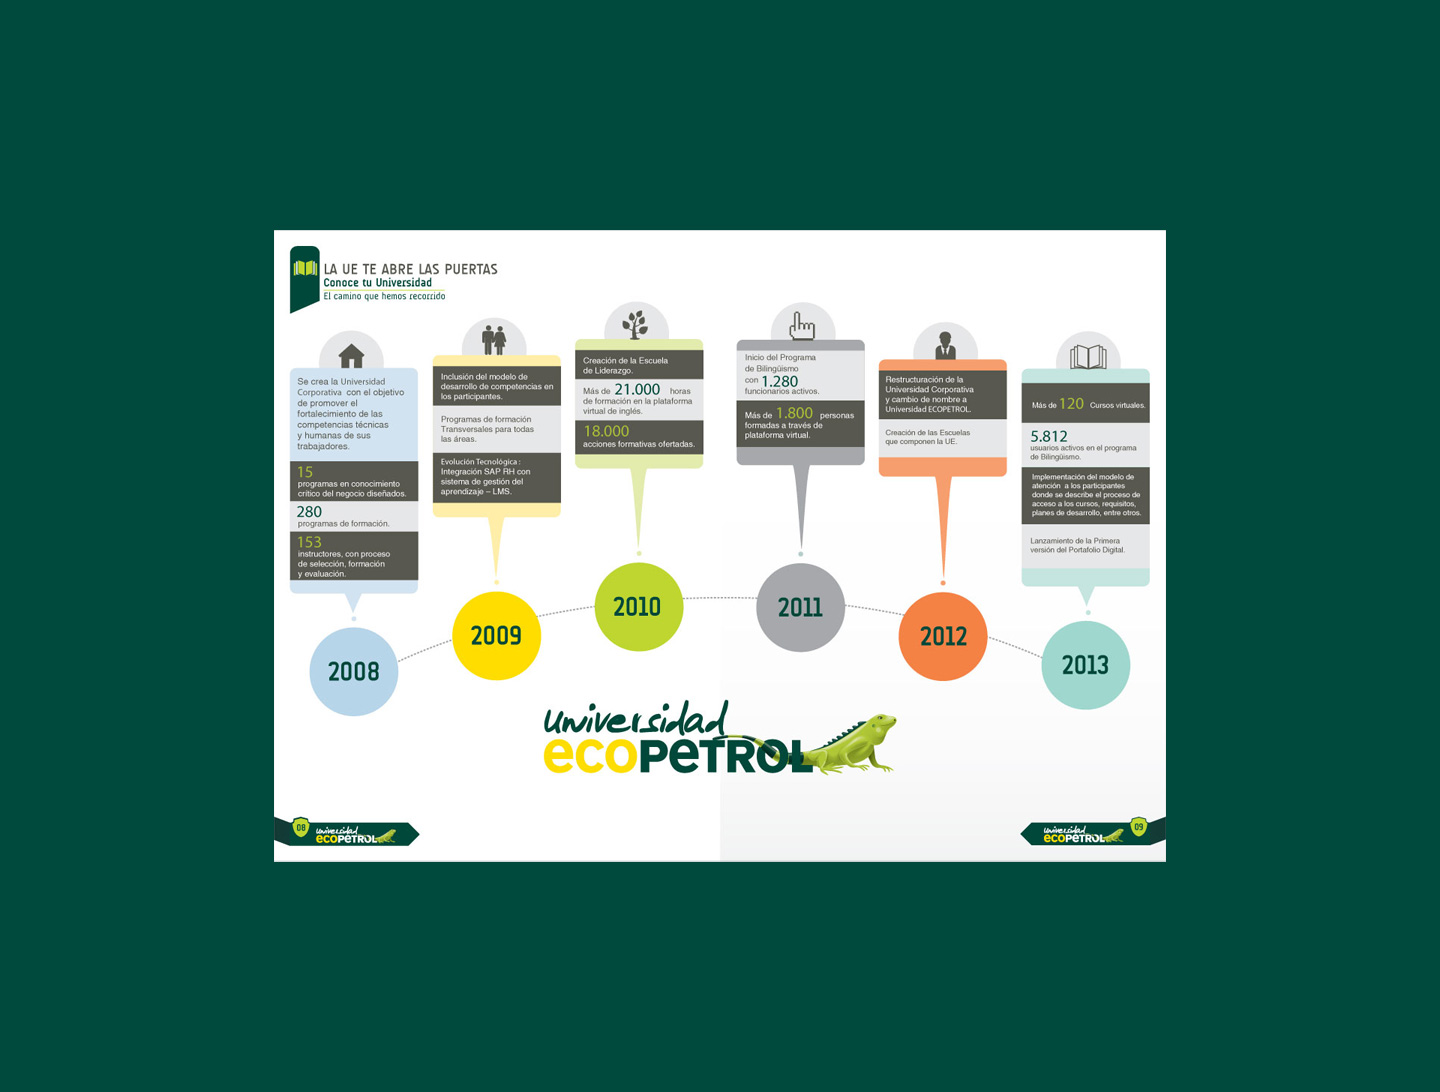 LA UE TE ABRE LAS PUERTAS
Conoce tu Universidad
El camino que hemos recorrido
Se crea la Universidad
Corporativa con el objetivo
de promover el
fortalecimiento de las
competencias técnicas
y humanas de sus
trabajadores.
15
programas en conocimiento
crítico del negocio diseñados.
280
programas de formación.
153
instructores, con proceso
de selección, formación
y evaluación.
2008
Inclusión del modelo de
desarrollo de competencias en
los participantes.
Programas de formación
Transversales para todas
las áreas.
Evolución Tecnológica :
Integración SAP RH con
sistema de gestión del
aprendizaje – LMS.
2009
Creación de la Escuela
de Liderazgo.
Más de 21.000 horas
de formación en la plataforma
virtual de inglés.
18.000
acciones formativas ofertadas.
2010
Inicio del Programa
de Bilingüismo
con 1.280
funcionarios activos.
Más de 1.800 personas
formadas a través de
plataforma virtual.
2011
Restructuración de la
Universidad Corporativa
y cambio de nombre a
Universidad ECOPETROL.
Creación de las Escuelas
que componen la UE.
2012
Más de 120 Cursos virtuales.
5.812
usuarios activos en el programa
de Bilingüismo.
Implementación del modelo de
atención a los participantes
donde se describe el proceso de
acceso a los cursos, requisitos,
planes de desarrollo, entre otros.
Lanzamiento de la Primera
versión del Portafolio Digital.
2013
universidad
ecopetrol
08
universidad
ecopetrol
universidad
ecopetrol
09